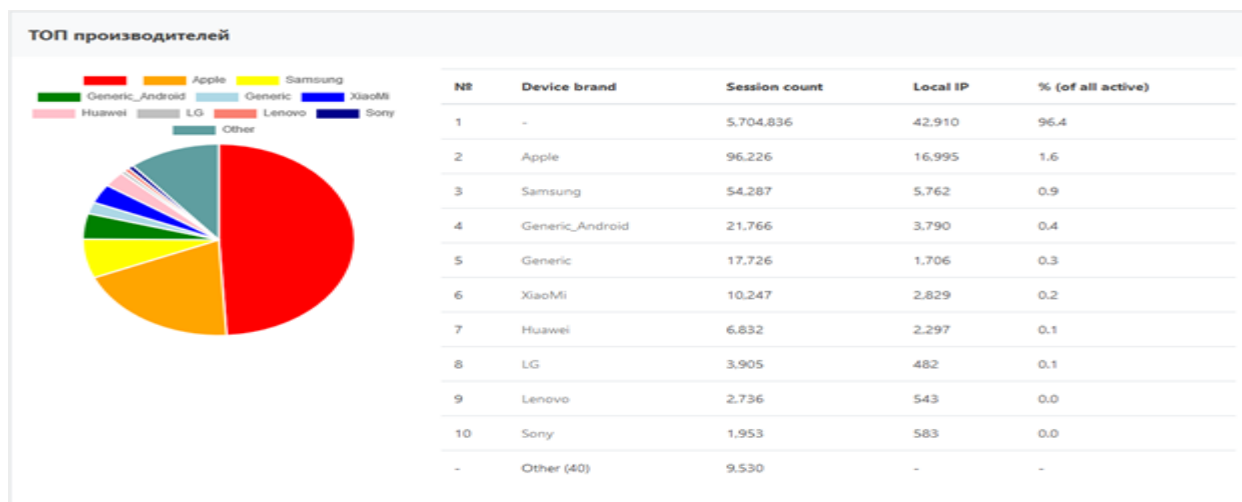 ТОП производителей
Apple Samsung
Generic_Android Generic XiaoMi
Huawei LG Lenovo Sony
Other
№ Device brand Session count Local IP % (of all active)
1 - 5,704,836 42,910 96.4
2 Apple 96,226 16,995 1.6
3 Samsung 54,287 5,762 0.9
4 Generic_Android 21,766 3,790 0.4
5 Generic 17,726 1,706 0.3
6 XiaoMi 10,247 2,829 0.2
7 Huawei 6,832 2,297 0.1
8 LG 3,905 482 0.1
9 Lenovo 2,736 543 0.0
10 Sony 1,953 583 0.0
- Other (40) 9,530 - -